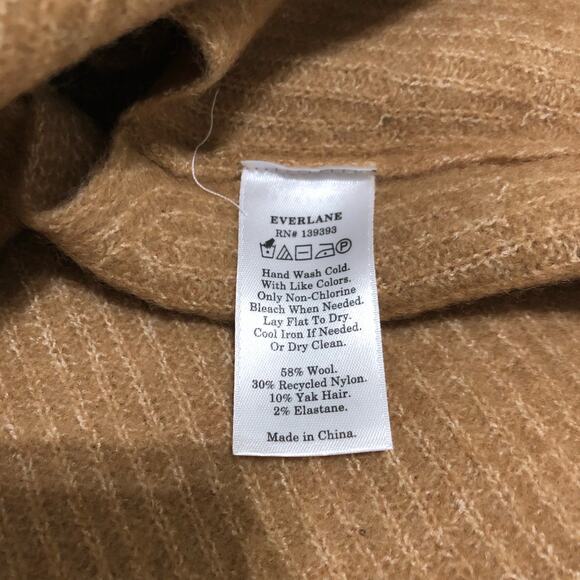 EVERLANE
RN# 139393
Hand Wash Cold.
With Like Colors.
Only Non-Chlorine
Bleach When Needed.
Lay Flat To Dry.
Cool Iron If Needed.
Or Dry Clean.
58% Wool.
30% Recycled Nylon.
10% Yak Hair.
2% Elastane.
Made in China.